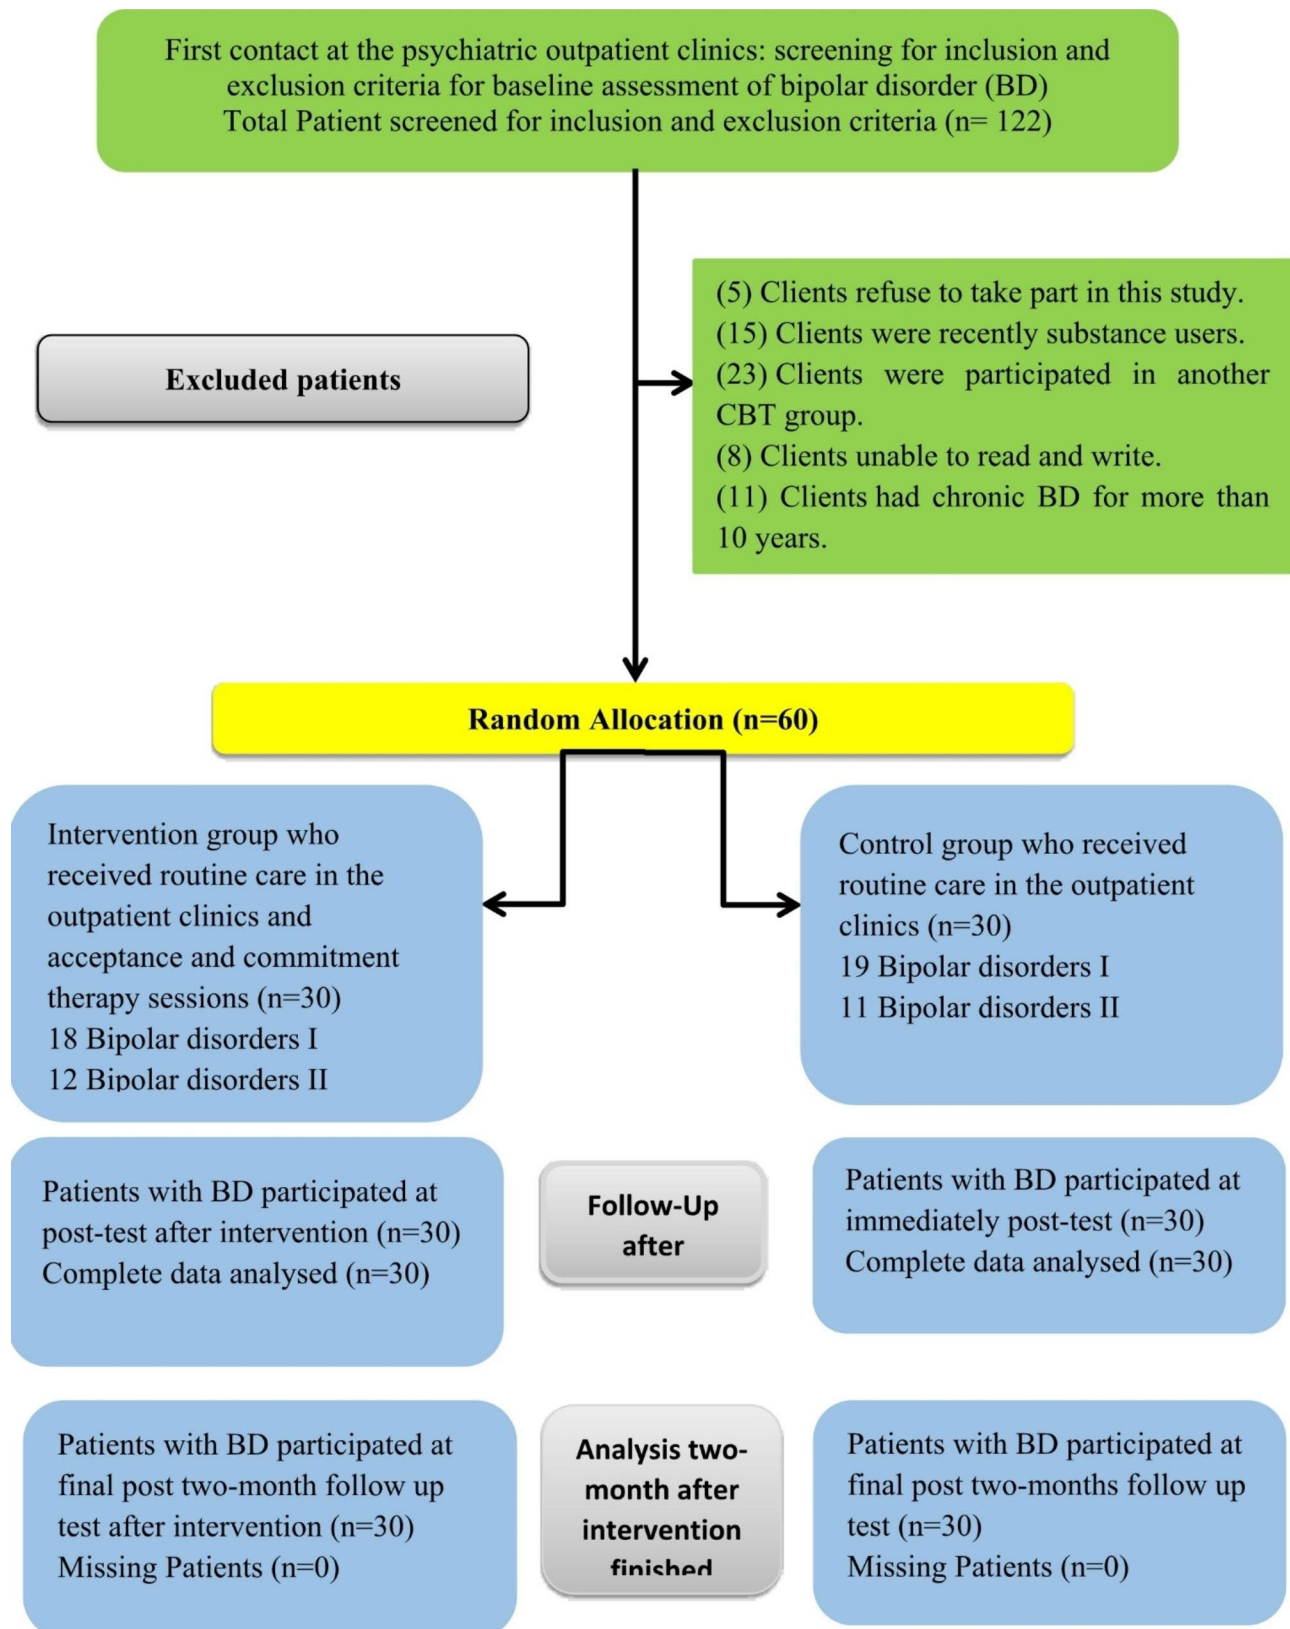 First contact at the psychiatric outpatient clinics: screening for inclusion and
exclusion criteria for baseline assessment of bipolar disorder (BD)
Total Patient screened for inclusion and exclusion criteria (n= 122)
(5) Clients refuse to take part in this study.
(15) Clients were recently substance users.
(23) Clients were participated in another
CBT group.
(8) Clients unable to read and write.
(11) Clients had chronic BD for more than
10 years.
Excluded patients
Random Allocation (n=60)
Intervention group who
received routine care in the
outpatient clinics and
acceptance and commitment
therapy sessions (n=30)
18 Bipolar disorders I
12 Bipolar disorders II
Control group who received
routine care in the outpatient
clinics (n=30)
19 Bipolar disorders I
11 Bipolar disorders II
Patients with BD participated at
post-test after intervention (n=30)
Complete data analysed (n=30)
Follow-Up
after
Patients with BD participated at
immediately post-test (n=30)
Complete data analysed (n=30)
Patients with BD participated at
final post two-month follow up
test after intervention (n=30)
Missing Patients (n=0)
Analysis two-
month after
intervention
finished
Patients with BD participated at
final post two-months follow up
test (n=30)
Missing Patients (n=0)